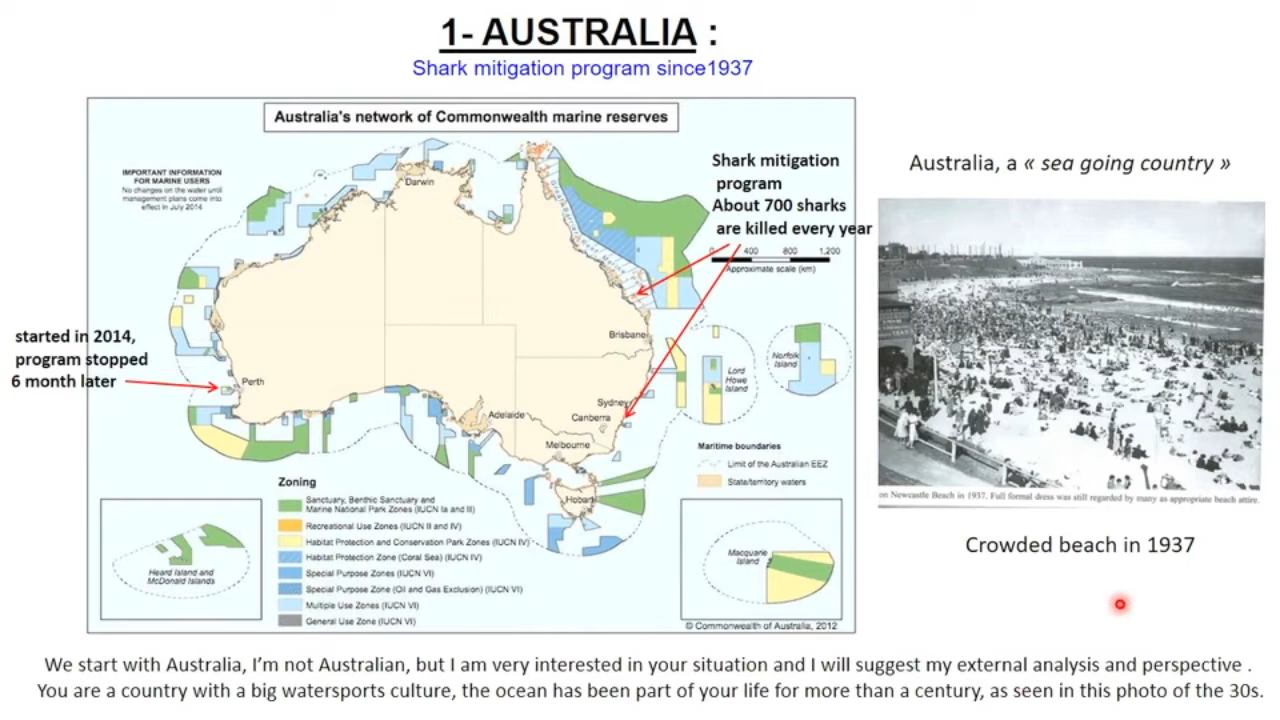 1- AUSTRALIA :
Shark mitigation program since1937
Australia's network of Commonwealth marine reserves
IMPORTANT INFORMATION
FOR MARINE USERS
No changes on the water until
management plans come into
effect in July 2014
Darwin
Shark mitigation
program
About 700 sharks
are killed every year
0 400 800 1,200
Approximate scale (km)
Australia, a « sea going country »
started in 2014,
program stopped
6 month later
Perth
Brisbane
Lord
Howe
Island
Norfolk
Island
Sydney
Canberra
Adelaide
Melbourne
Hobart
Maritime boundaries
Limit of the Australian EEZ
State/territory waters
Zoning
Sanctuary, Benthic Sanctuary and
Marine National Park Zones (IUCN Ia and II)
Recreational Use Zones (IUCN II and IV)
Habitat Protection and Conservation Park Zones (IUCN IV)
Habitat Protection Zone (Coral Sea) (IUCN IV)
Special Purpose Zones (IUCN VI)
Special Purpose Zone (Oil and Gas Exclusion) (IUCN VI)
Multiple Use Zones (IUCN VI)
General Use Zone (IUCN VI)
Heard Island and
McDonald Islands
Macquarie
Island
© Commonwealth of Australia, 2012
on Newcastle Beach in 1937. Full formal dress was still regarded by many as appropriate beach attire.
Crowded beach in 1937
We start with Australia, I'm not Australian, but I am very interested in your situation and I will suggest my external analysis and perspective .
You are a country with a big watersports culture, the ocean has been part of your life for more than a century, as seen in this photo of the 30s.